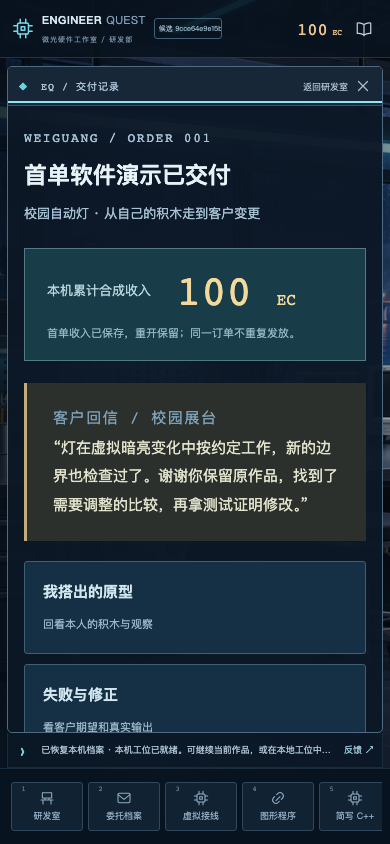 ENGINEER QUEST
微光硬件工作室 / 研发部
候选 9cce64e9e15b
100 EC
EQ / 交付记录
返回研发室
WEIGUANG / ORDER 001
首单软件演示已交付
校园自动灯 · 从自己的积木走到客户变更
本机累计合成收入 100 EC
首单收入已保存，重开保留；同一订单不重复发放。
客户回信 / 校园展台
“灯在虚拟暗亮变化中按约定工作，新的边
界也检查过了。谢谢你保留原作品，找到了
需要调整的比较，再拿测试证明修改。”
我搭出的原型
回看本人的积木与观察
失败与修正
看客户期望和真实输出
已恢复本机档案 · 本机工位已就绪。可继续当前作品，或在本地工位中…
反馈 ↗
1 研发室
2 委托档案
3 虚拟接线
4 图形程序
5 简写 C++